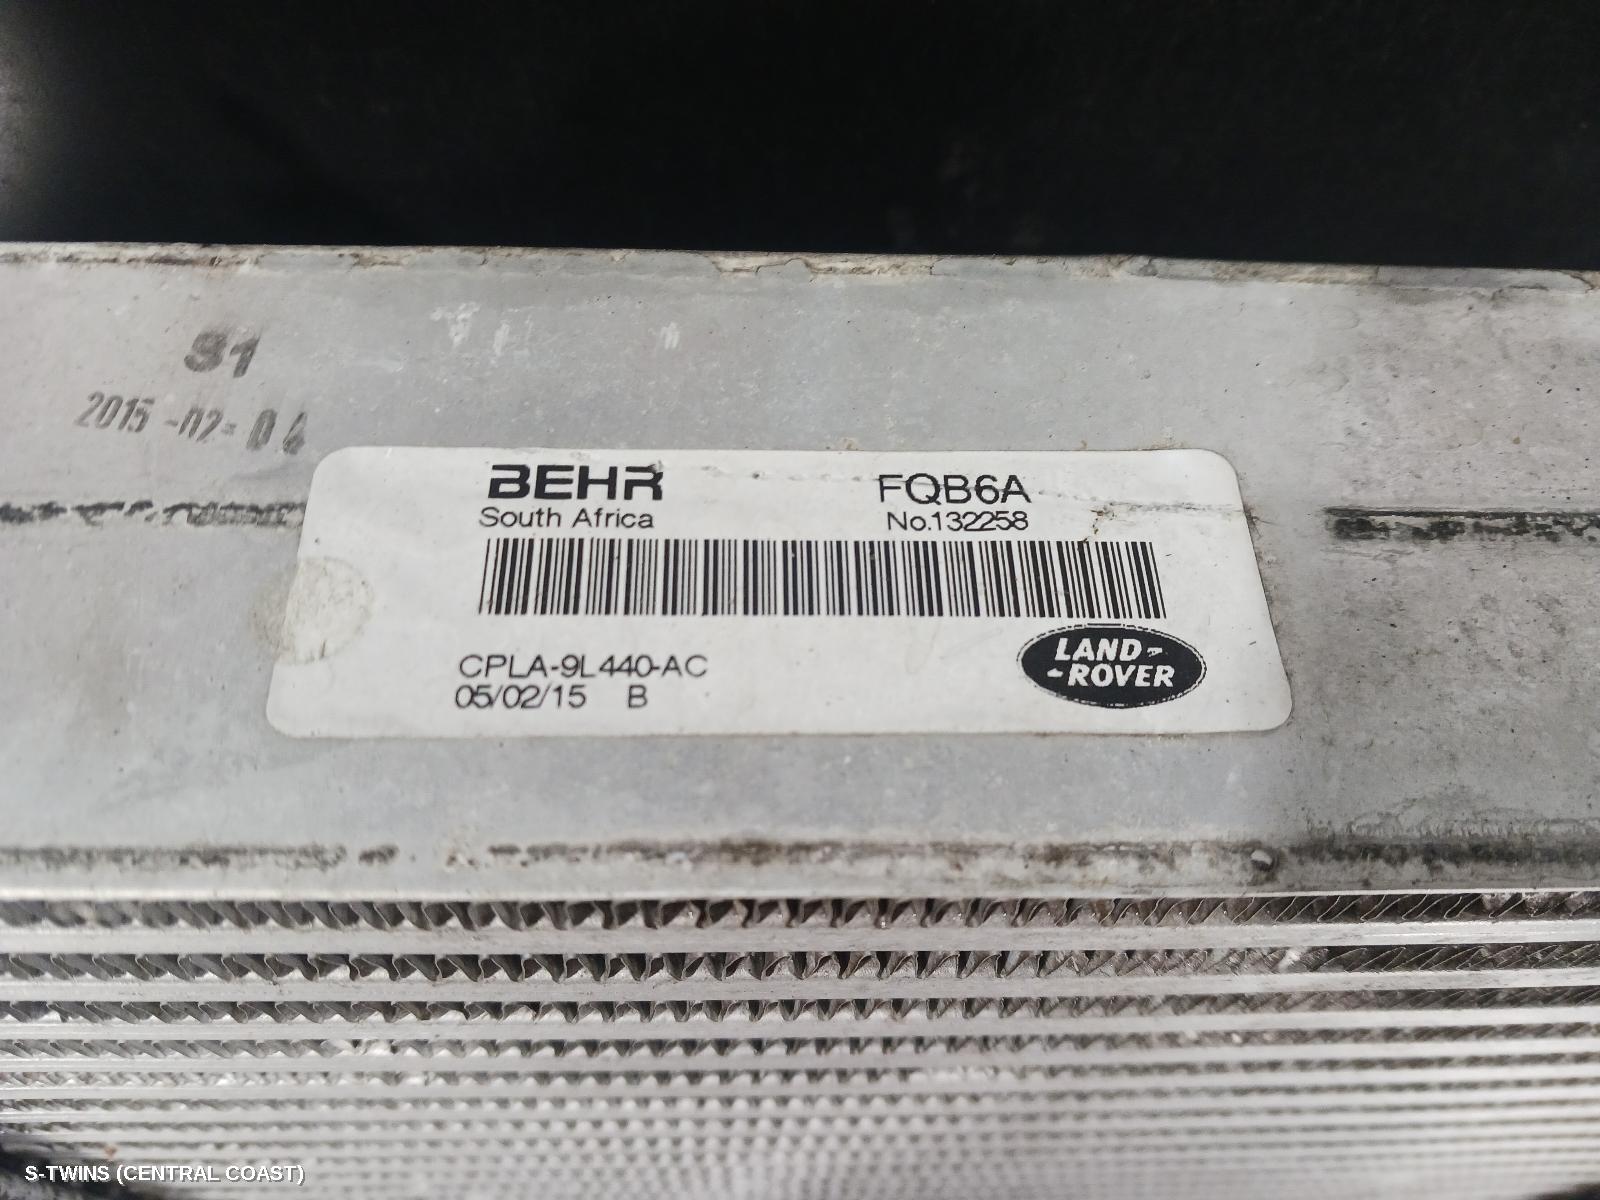 S1
2015-02-04
BEHR
South Africa
FQB6A
No.132258
CPLA-9L440-AC
05/02/15 B
LAND-
-ROVER
S-TWINS (CENTRAL COAST)